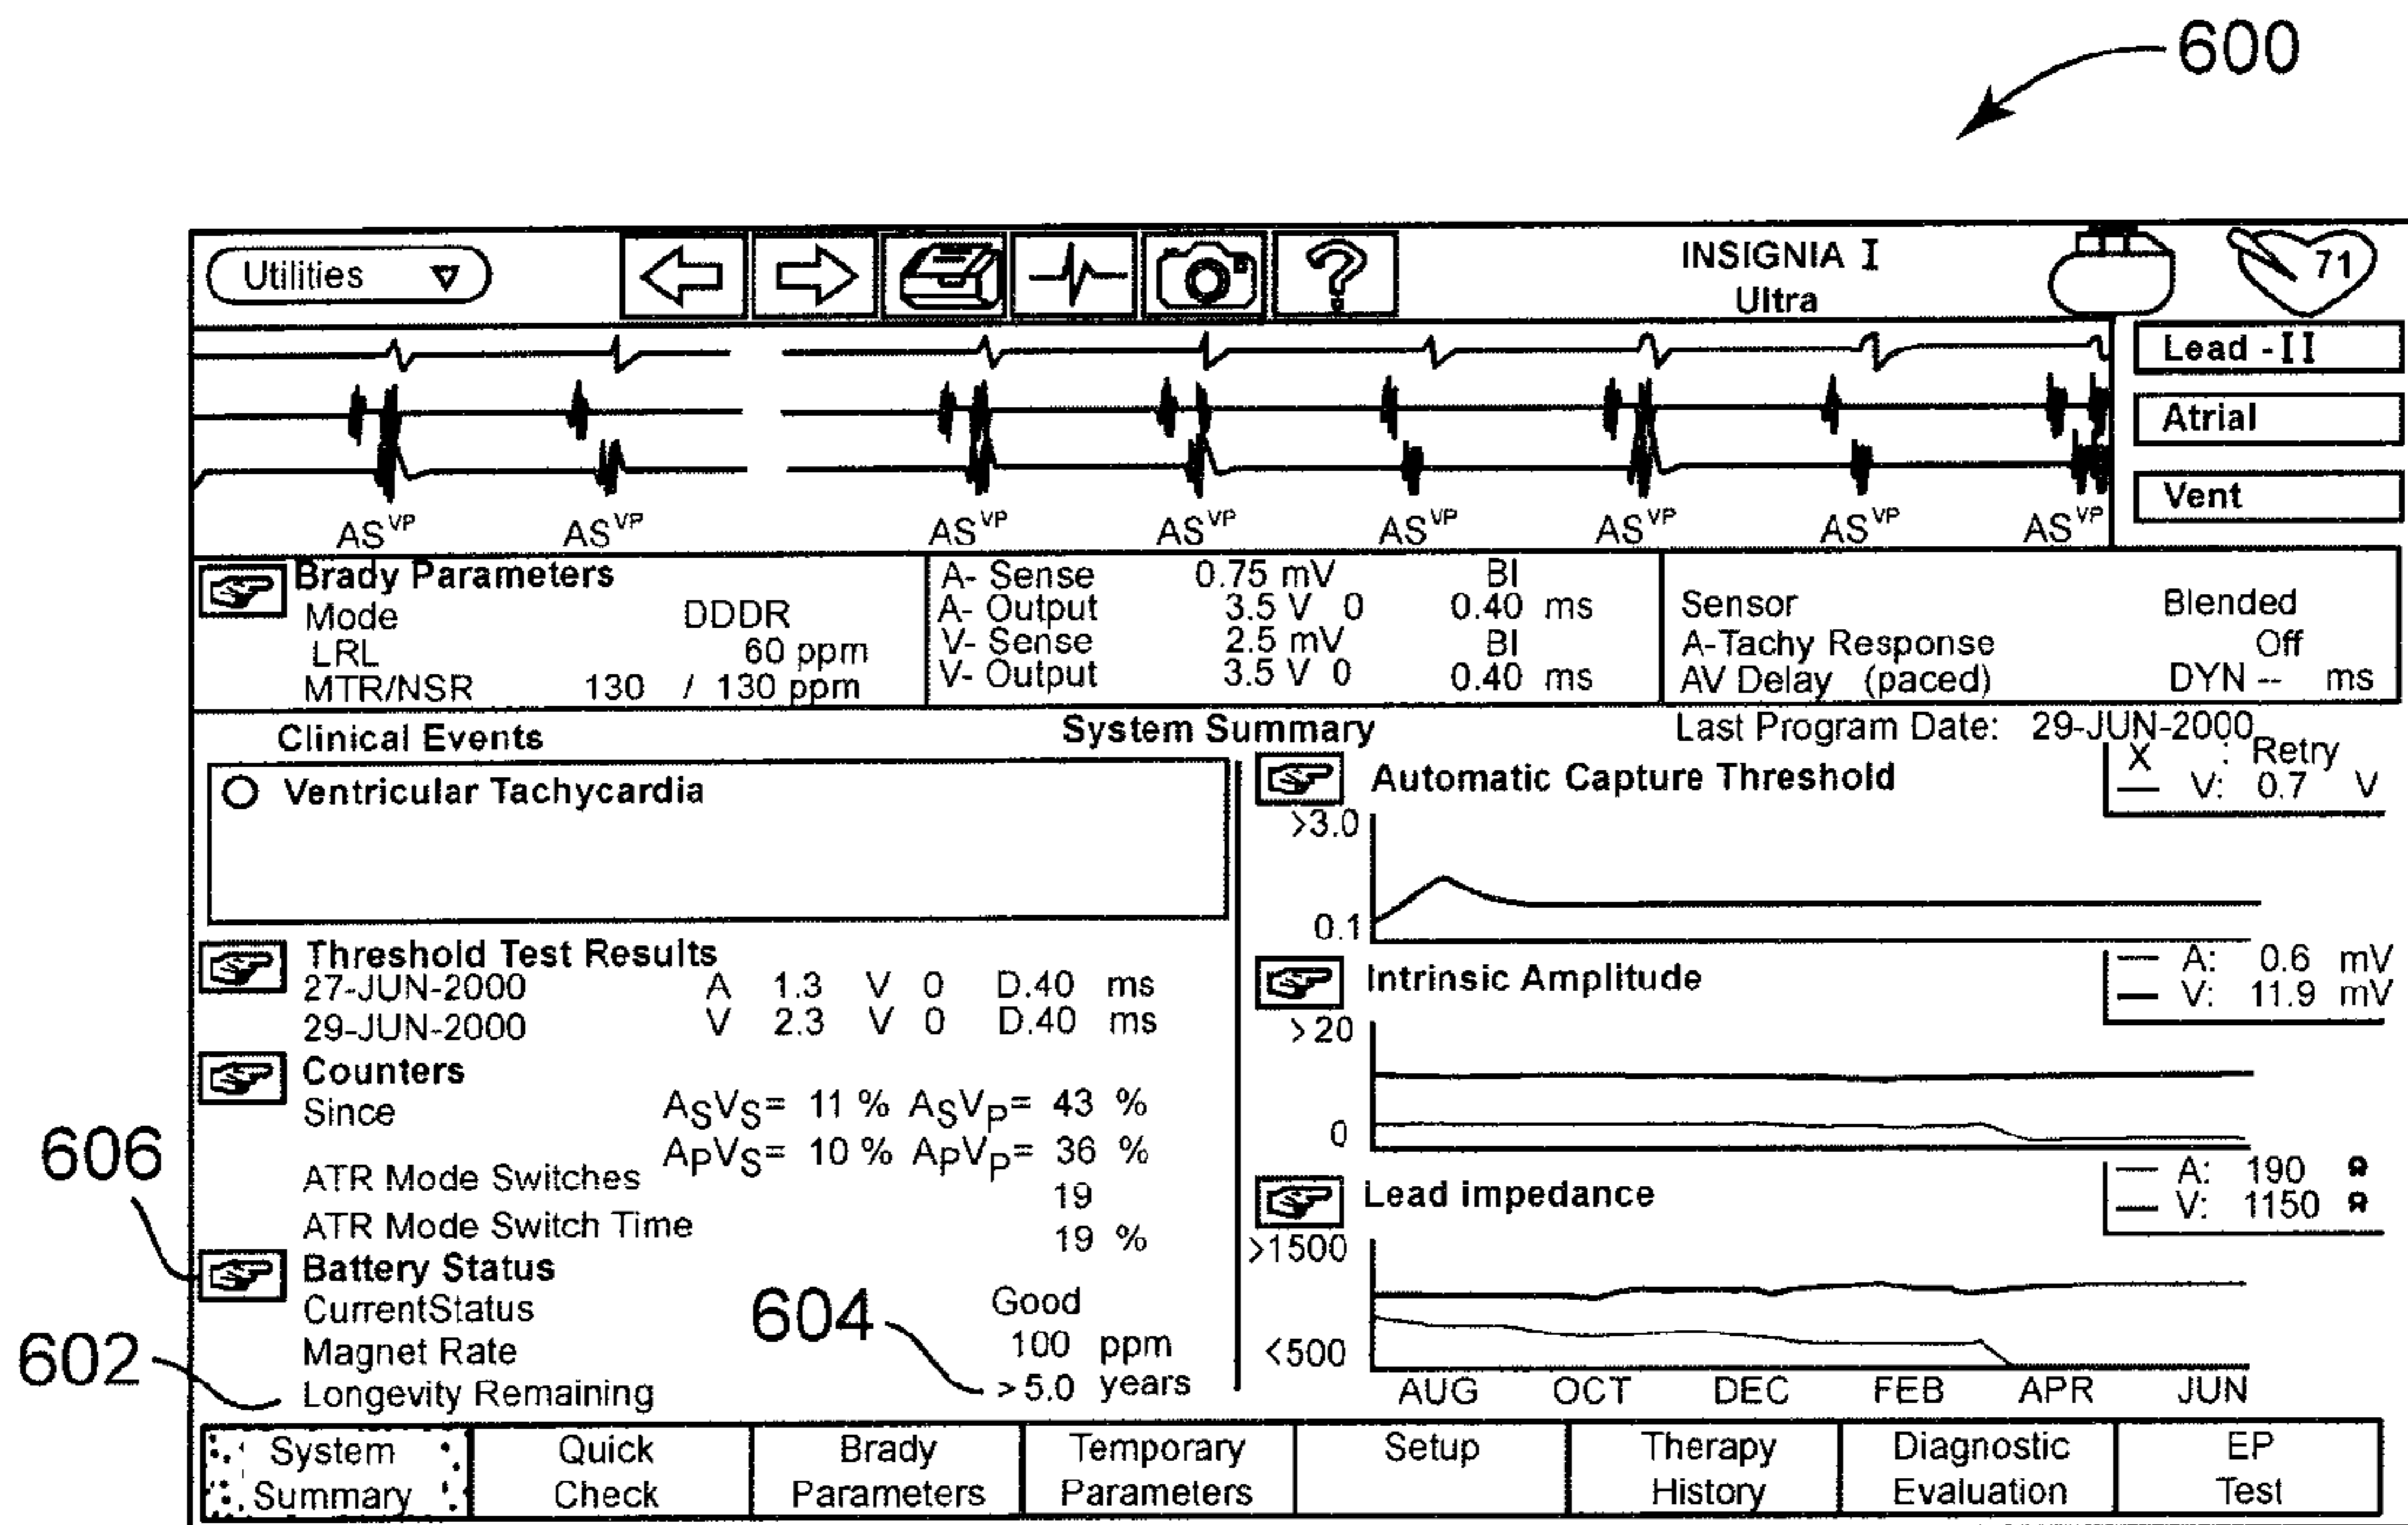 600
Utilities
INSIGNIA I
Ultra
71
Lead -II
Atrial
Vent
AS VP AS VP AS VP AS VP AS VP AS VP AS VP AS VP
Brady Parameters
Mode DDDR
LRL 60 ppm
MTR/NSR 130 / 130 ppm
A- Sense 0.75 mV BI
A- Output 3.5 V 0 0.40 ms
V- Sense 2.5 mV BI
V- Output 3.5 V 0 0.40 ms
Sensor Blended
A-Tachy Response Off
AV Delay (paced) DYN -- ms
Clinical Events
System Summary
Last Program Date: 29-JUN-2000
Ventricular Tachycardia
Threshold Test Results
27-JUN-2000 A 1.3 V 0 D.40 ms
29-JUN-2000 V 2.3 V 0 D.40 ms
Counters
Since ASVS= 11 % ASVP= 43 %
APVS= 10 % APVP= 36 %
ATR Mode Switches 19
ATR Mode Switch Time 19 %
606
Battery Status
CurrentStatus Good
Magnet Rate 100 ppm
602
Longevity Remaining >5.0 years
604
Automatic Capture Threshold
X : Retry
V: 0.7 V
>3.0
0.1
Intrinsic Amplitude
A: 0.6 mV
V: 11.9 mV
>20
0
Lead impedance
A: 190
V: 1150
>1500
<500
AUG OCT DEC FEB APR JUN
System Summary
Quick Check
Brady Parameters
Temporary Parameters
Setup
Therapy History
Diagnostic Evaluation
EP Test